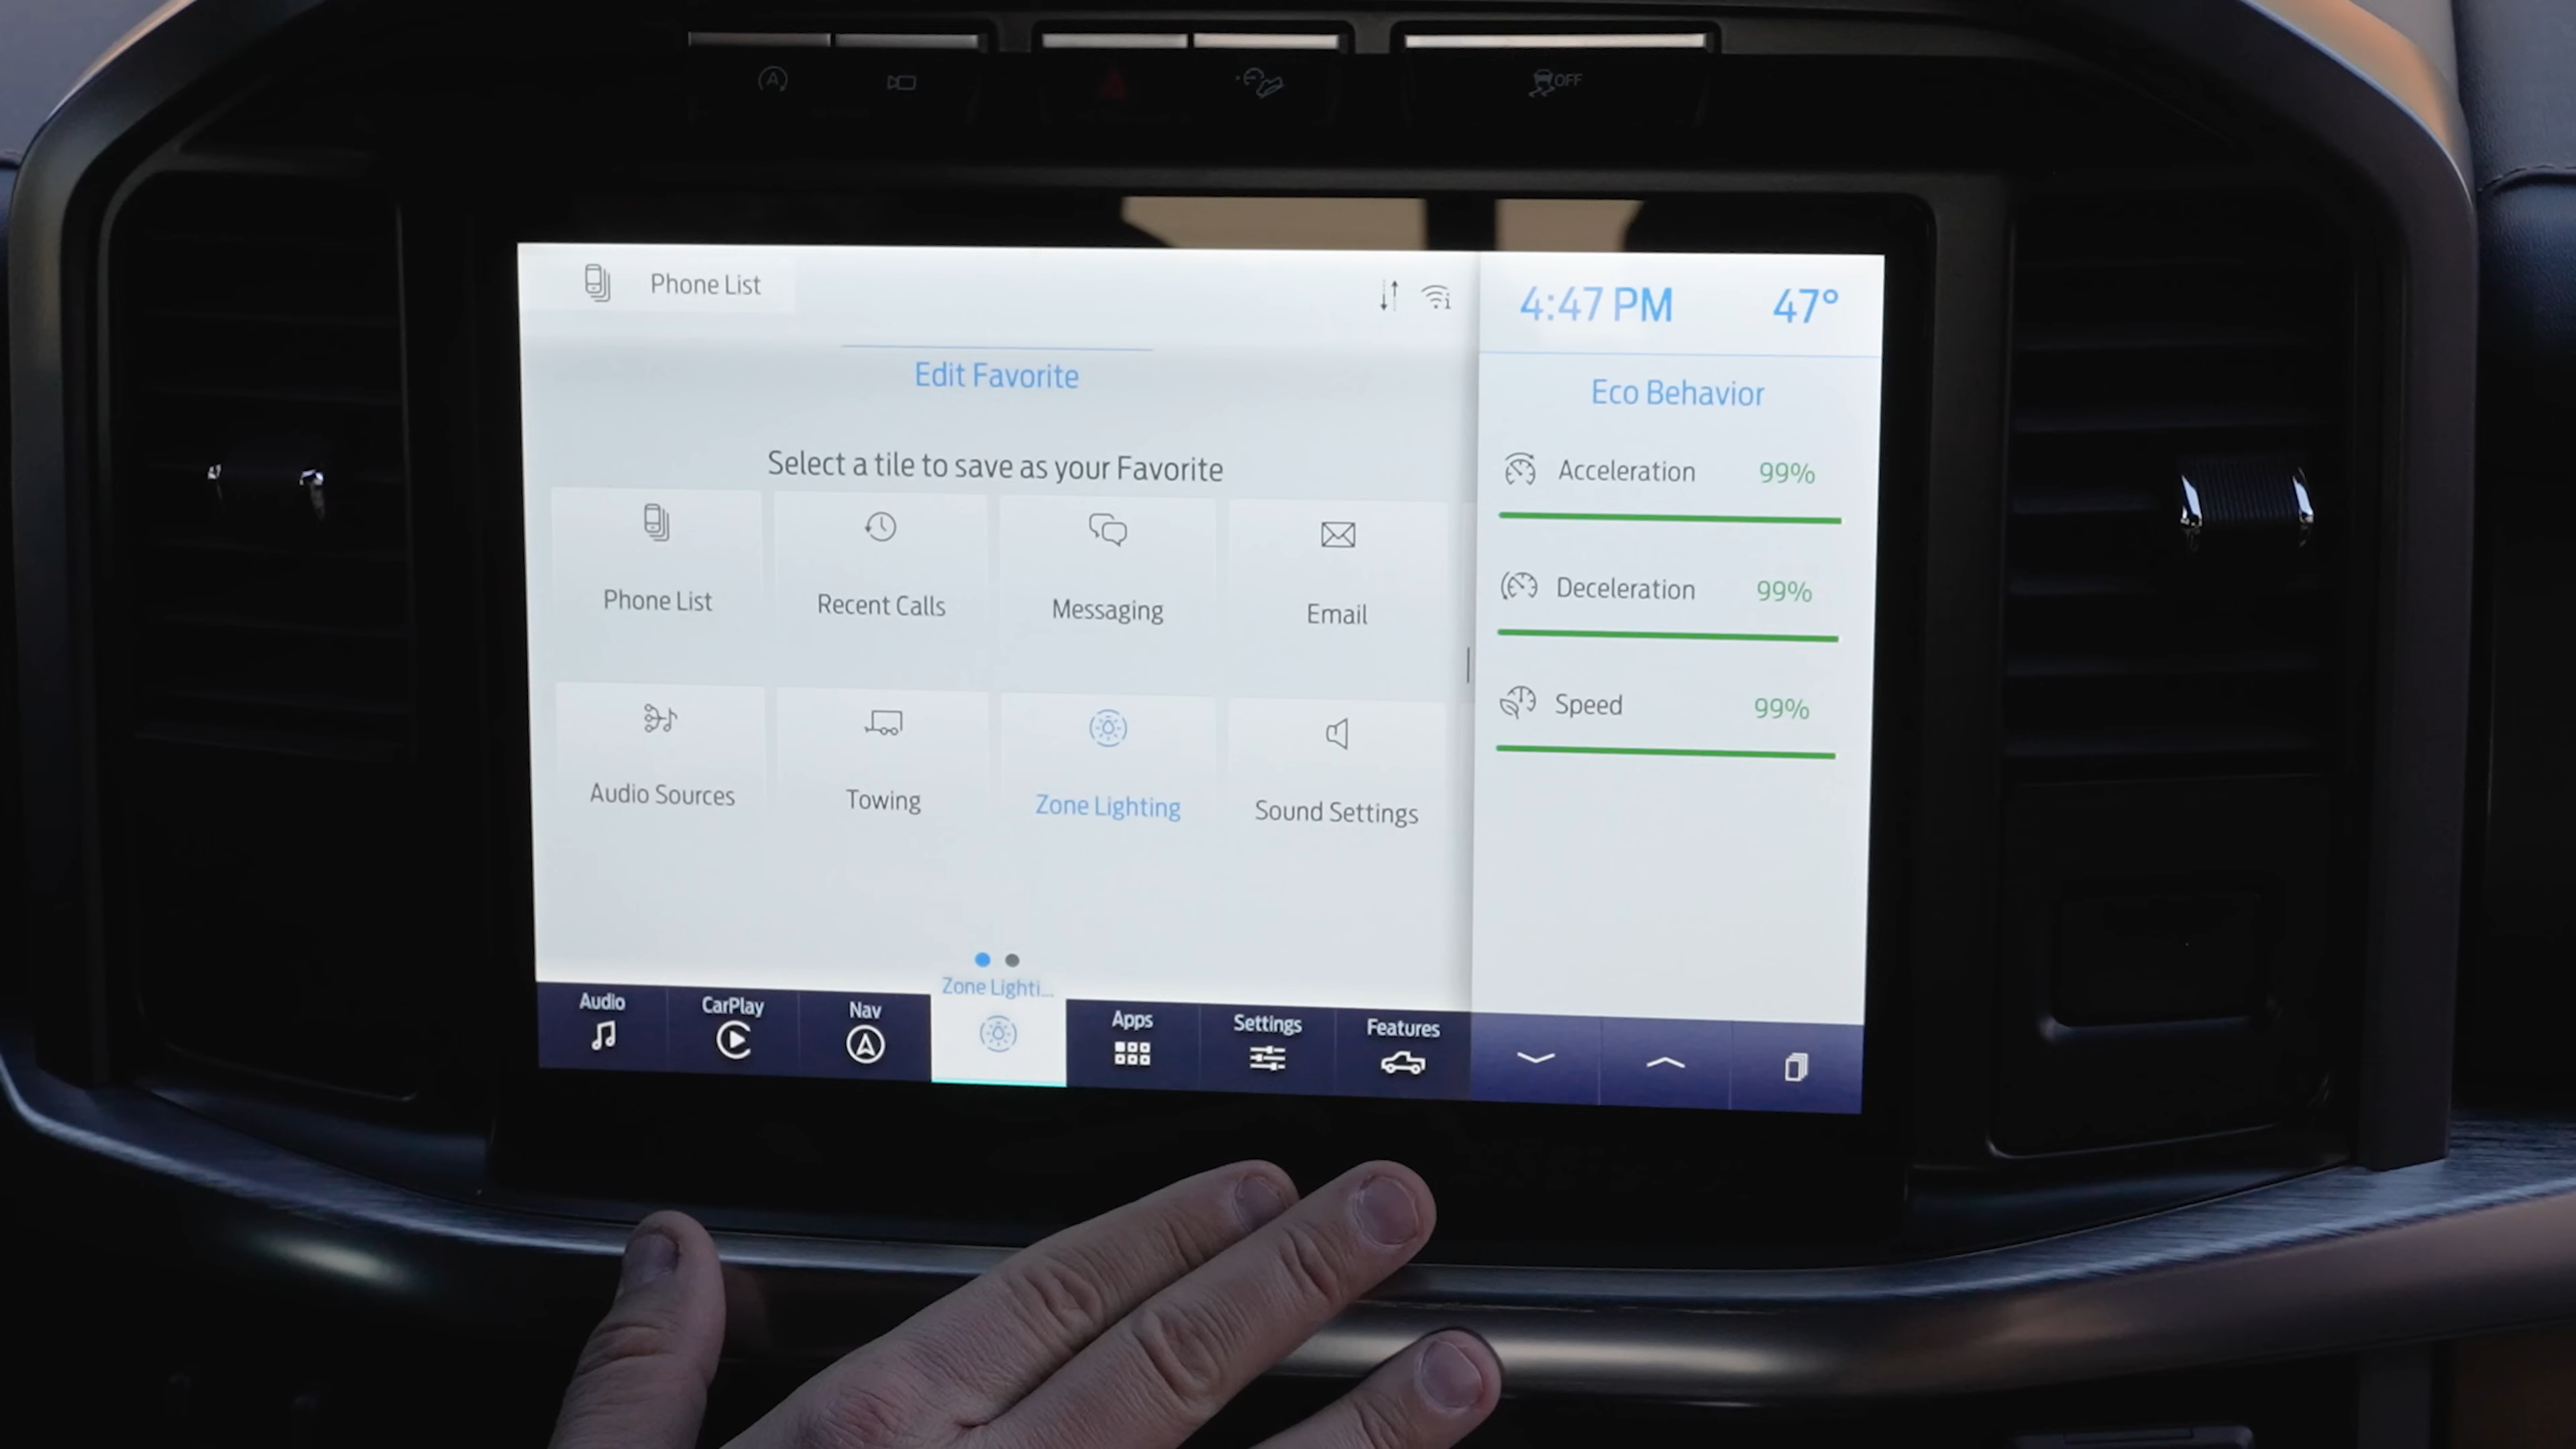 A
OFF
Phone List
4:47 PM 47°
Edit Favorite
Select a tile to save as your Favorite
Phone List
Recent Calls
Messaging
Email
Audio Sources
Towing
Zone Lighting
Sound Settings
Eco Behavior
Acceleration 99%
Deceleration 99%
Speed 99%
Audio
CarPlay
Nav
Zone Lighti...
Apps
Settings
Features